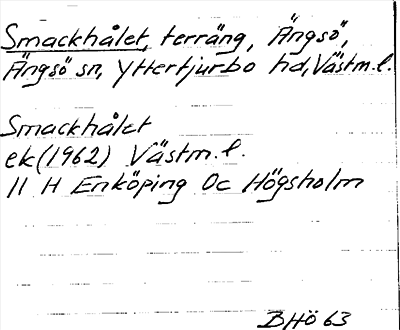 Smackhålet, terräng, Ängsö,
Ängsö sn, Yttertjurbo hd, Västm.l.
Smackhålet
ek(1962) Västm.l.
11 H Enköping Oc Högsholm
BHö 63